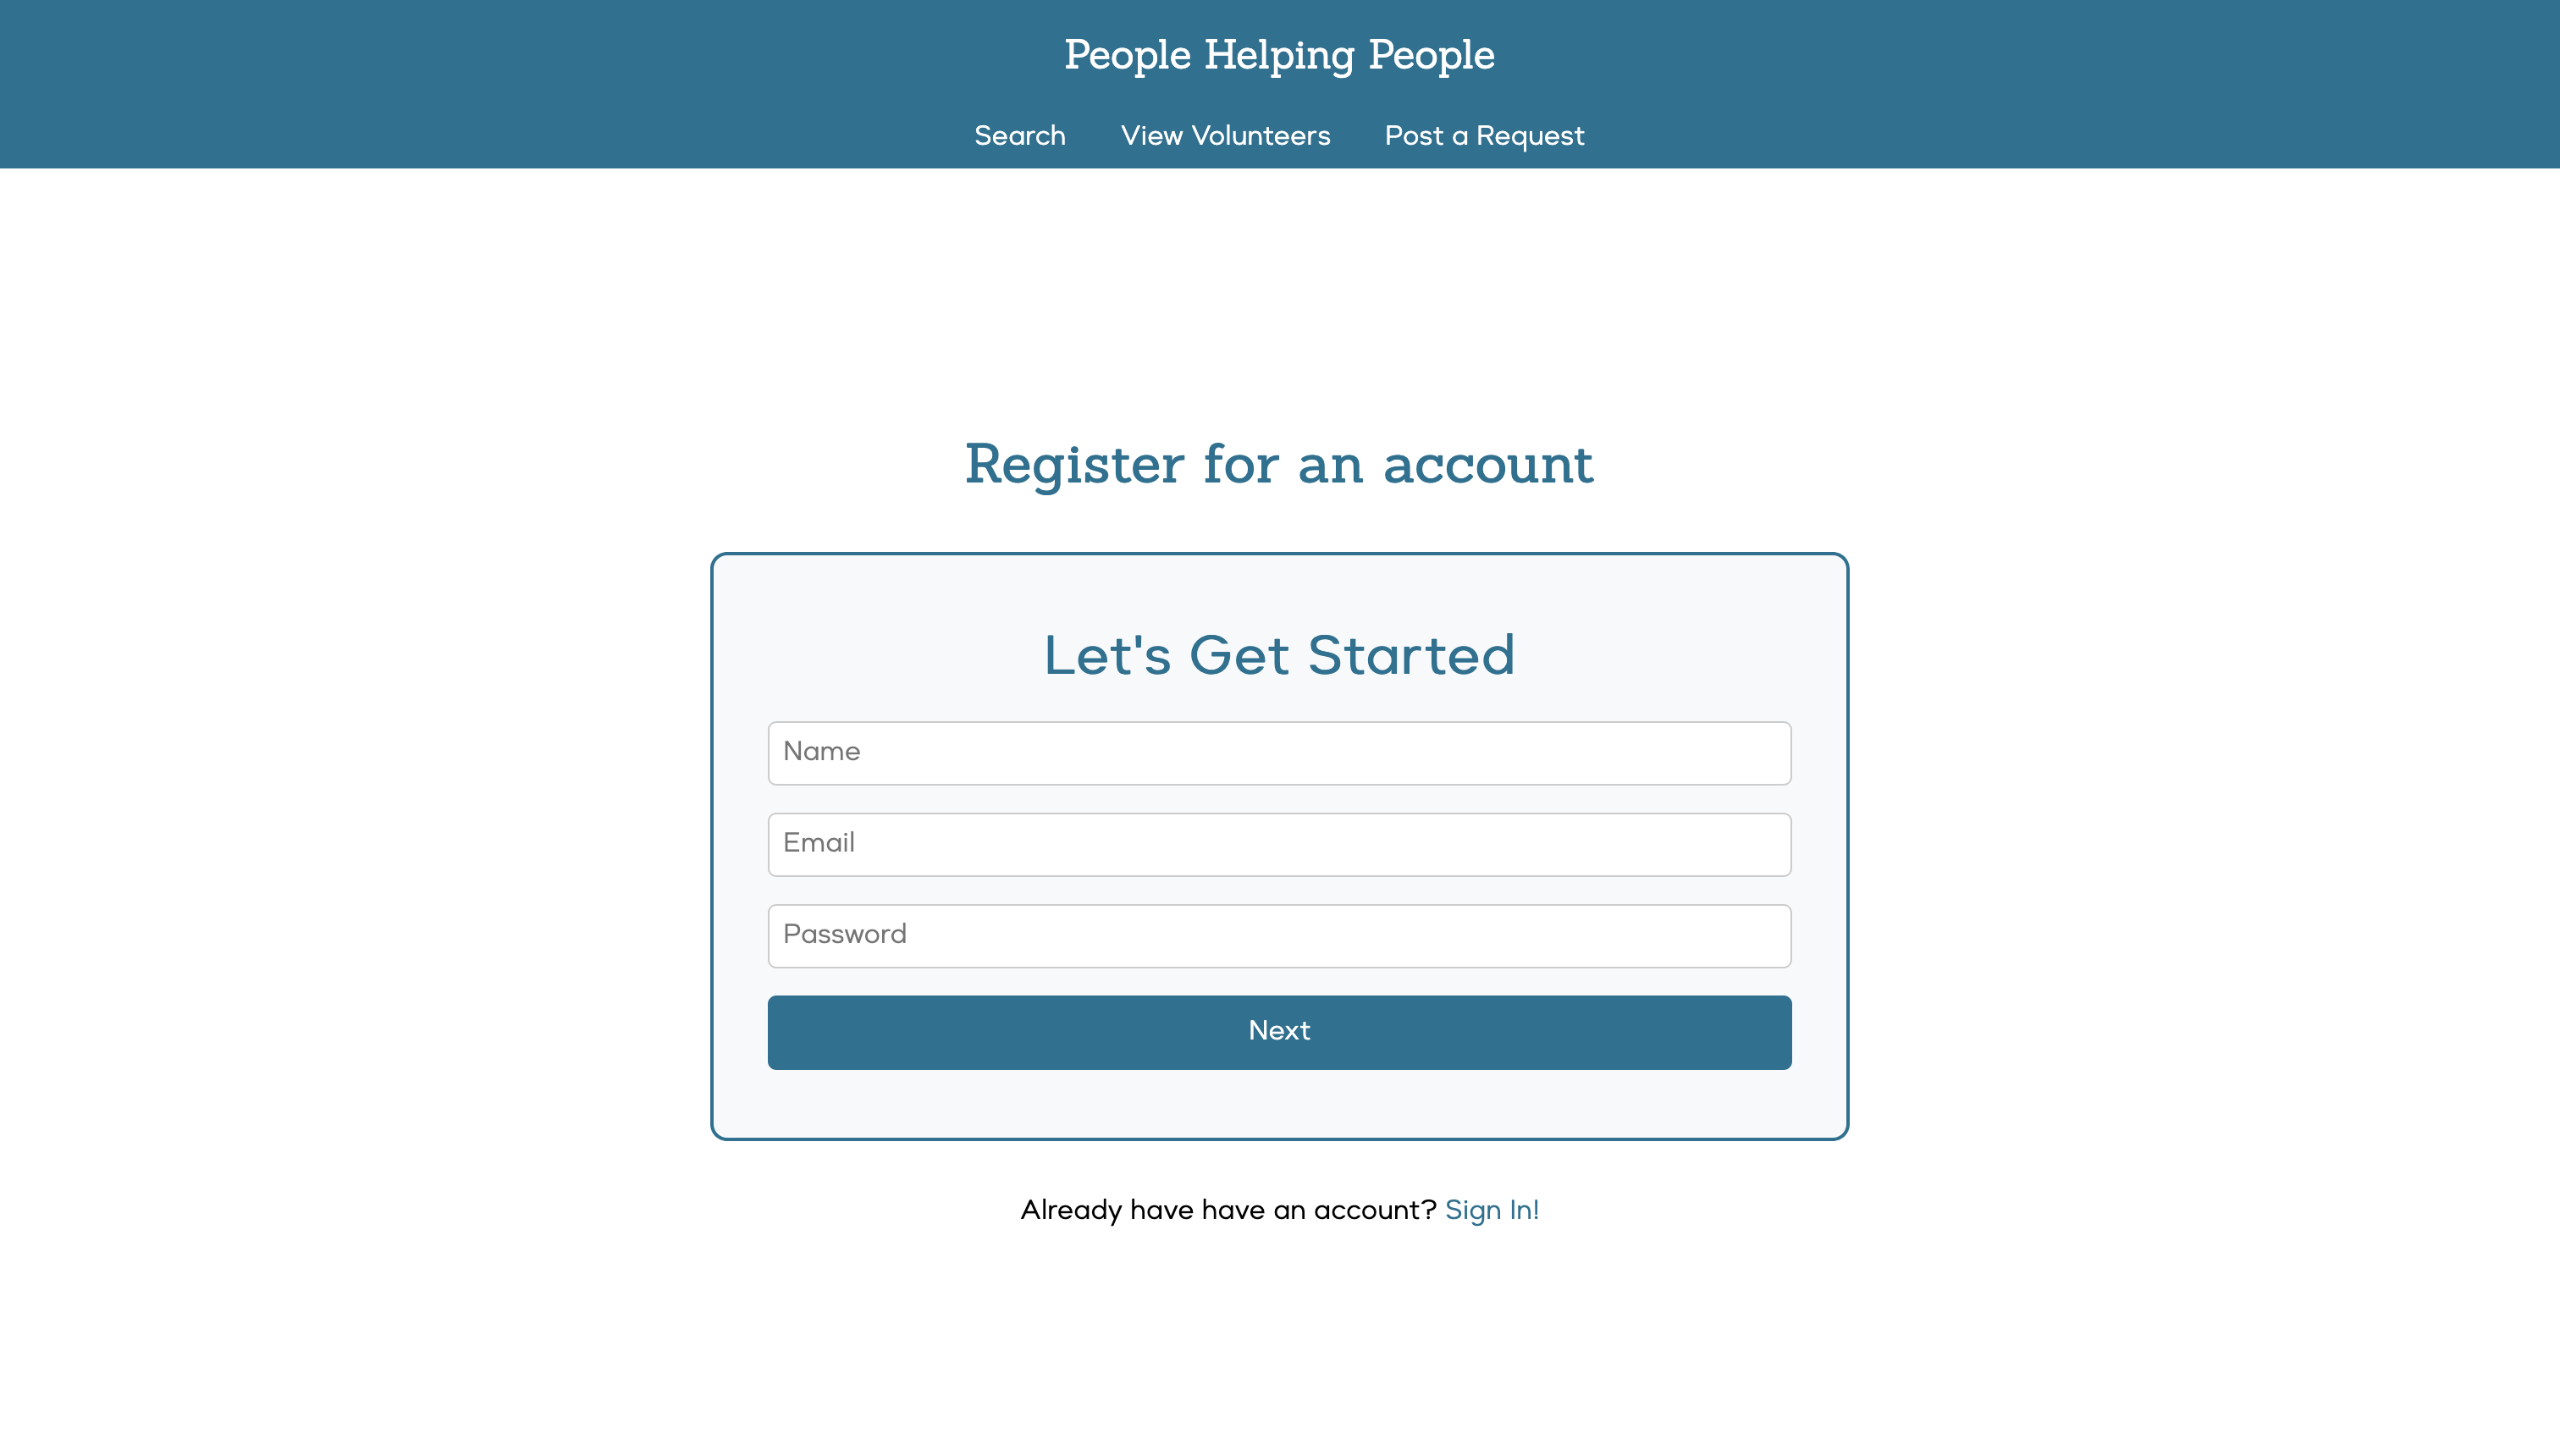 People Helping People
Search View Volunteers Post a Request
Register for an account
Let's Get Started
Name
Email
Password
Next
Already have have an account? Sign In!